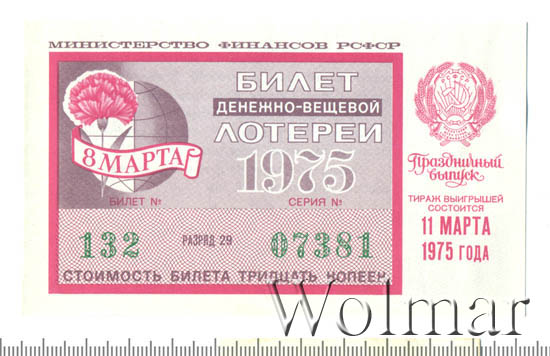 МИНИСТЕРСТВО ФИНАНСОВ РСФСР
БИЛЕТ
ДЕНЕЖНО-ВЕЩЕВОЙ
ЛОТЕРЕИ
1975
8 МАРТА
БИЛЕТ № СЕРИЯ №
132 РАЗРЯД 29 07381
СТОИМОСТЬ БИЛЕТА ТРИДЦАТЬ КОПЕЕК
Праздничный
выпуск
ТИРАЖ ВЫИГРЫШЕЙ
СОСТОИТСЯ
11 МАРТА
1975 ГОДА
Wolmar